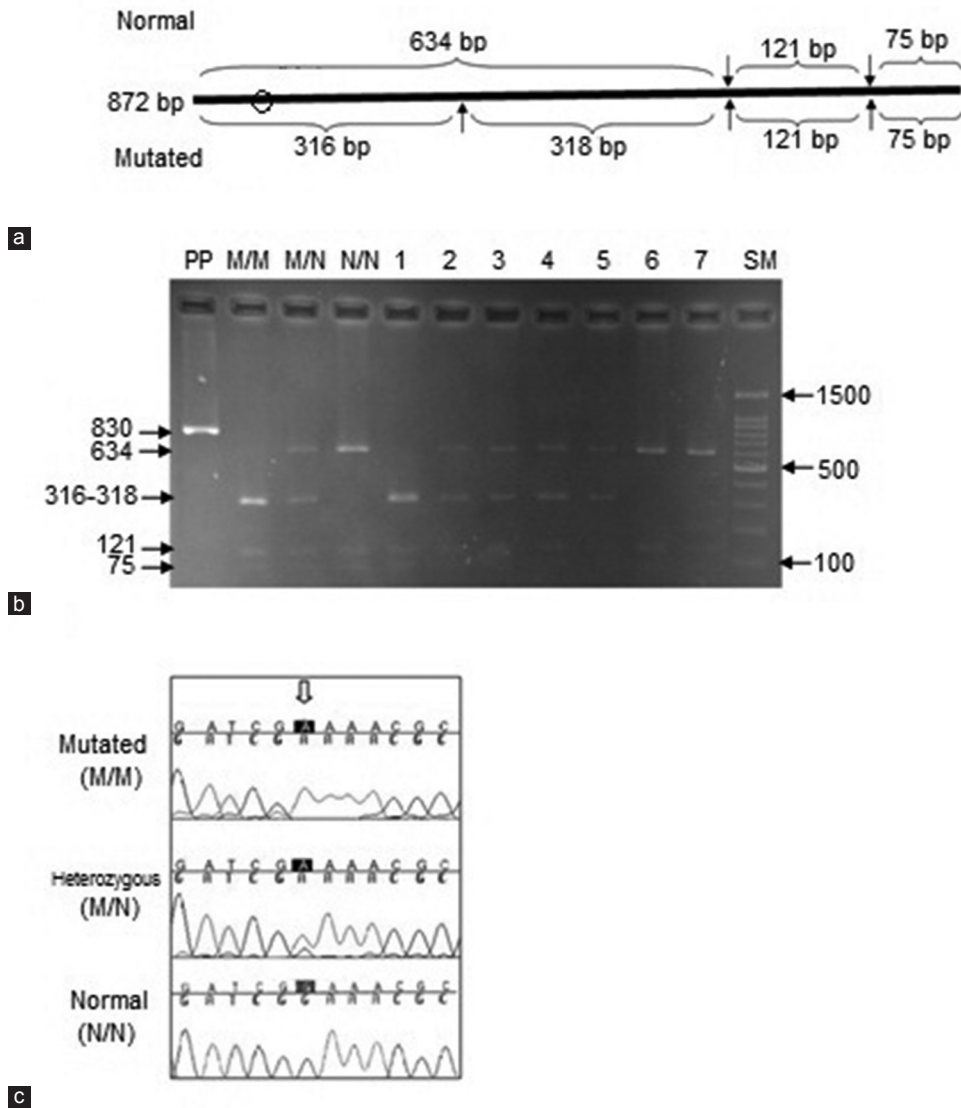 Normal
634 bp
121 bp
75 bp
872 bp
316 bp
318 bp
121 bp
75 bp
Mutated
a
PP M/M M/N N/N 1 2 3 4 5 6 7 SM
830
634
316-318
121
75
1500
500
100
b
Mutated
(M/M)
G A T C G A A A A C G C
G A T C G A A A A C G C
Heterozygous
(M/N)
G A T C G A A A A C G C
G A T C G A A A A C G C
Normal
(N/N)
G A T C G G A A A C G C
G A T C G G A A A C G C
c